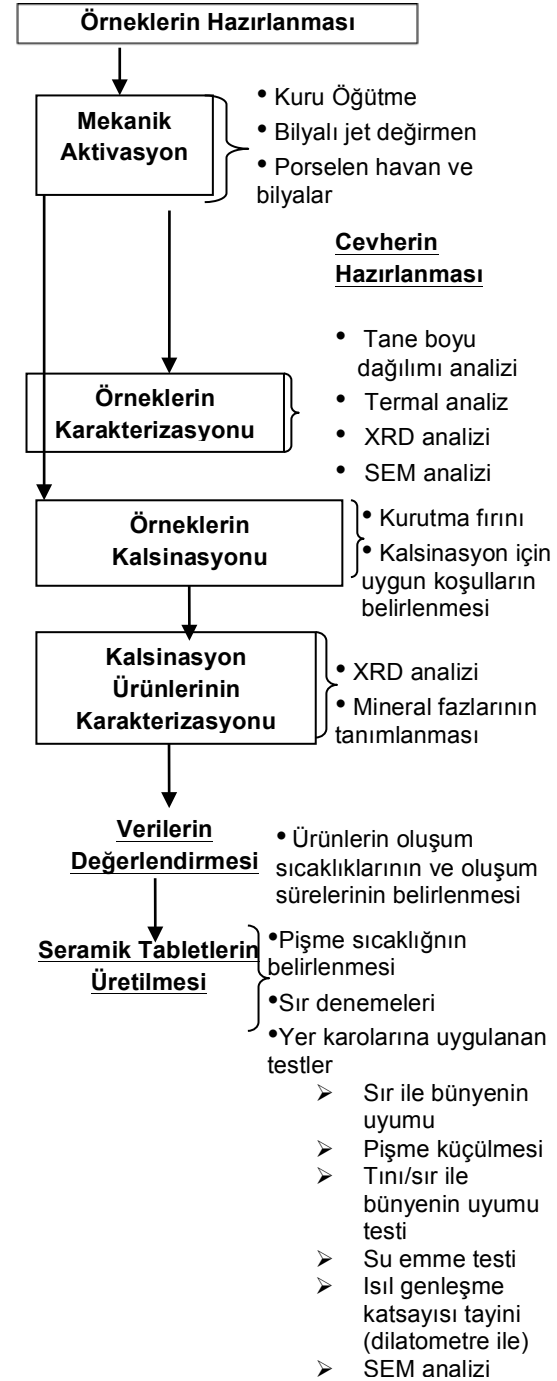 Örneklerin Hazırlanması
Mekanik
Aktivasyon
• Kuru Öğütme
• Bilyalı jet değirmen
• Porselen havan ve
bilyalar
Cevherin
Hazırlanması
• Tane boyu
dağılımı analizi
• Termal analiz
• XRD analizi
• SEM analizi
Örneklerin
Karakterizasyonu
Örneklerin
Kalsinasyonu
• Kurutma fırını
• Kalsinasyon için
uygun koşulların
belirlenmesi
Kalsinasyon
Ürünlerinin
Karakterizasyonu
• XRD analizi
• Mineral fazlarının
tanımlanması
Verilerin
Değerlendirmesi
• Ürünlerin oluşum
sıcaklıklarının ve oluşum
sürelerinin belirlenmesi
Seramik Tabletlerin
Üretilmesi
•Pişme sıcaklığnın
belirlenmesi
•Sır denemeleri
•Yer karolarına uygulanan
testler
➢ Sır ile bünyenin
uyumu
➢ Pişme küçülmesi
➢ Tını/sır ile
bünyenin uyumu
testi
➢ Su emme testi
➢ Isıl genleşme
katsayısı tayini
(dilatometre ile)
➢ SEM analizi